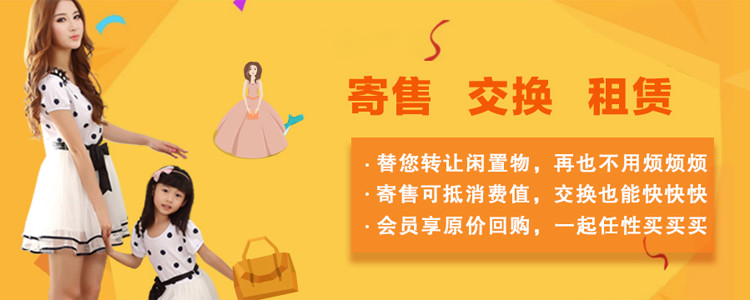 寄售 交换 租赁
· 替您转让闲置物，再也不用烦烦烦
· 寄售可抵消费值，交换也能快快快
· 会员享原价回购，一起任性买买买